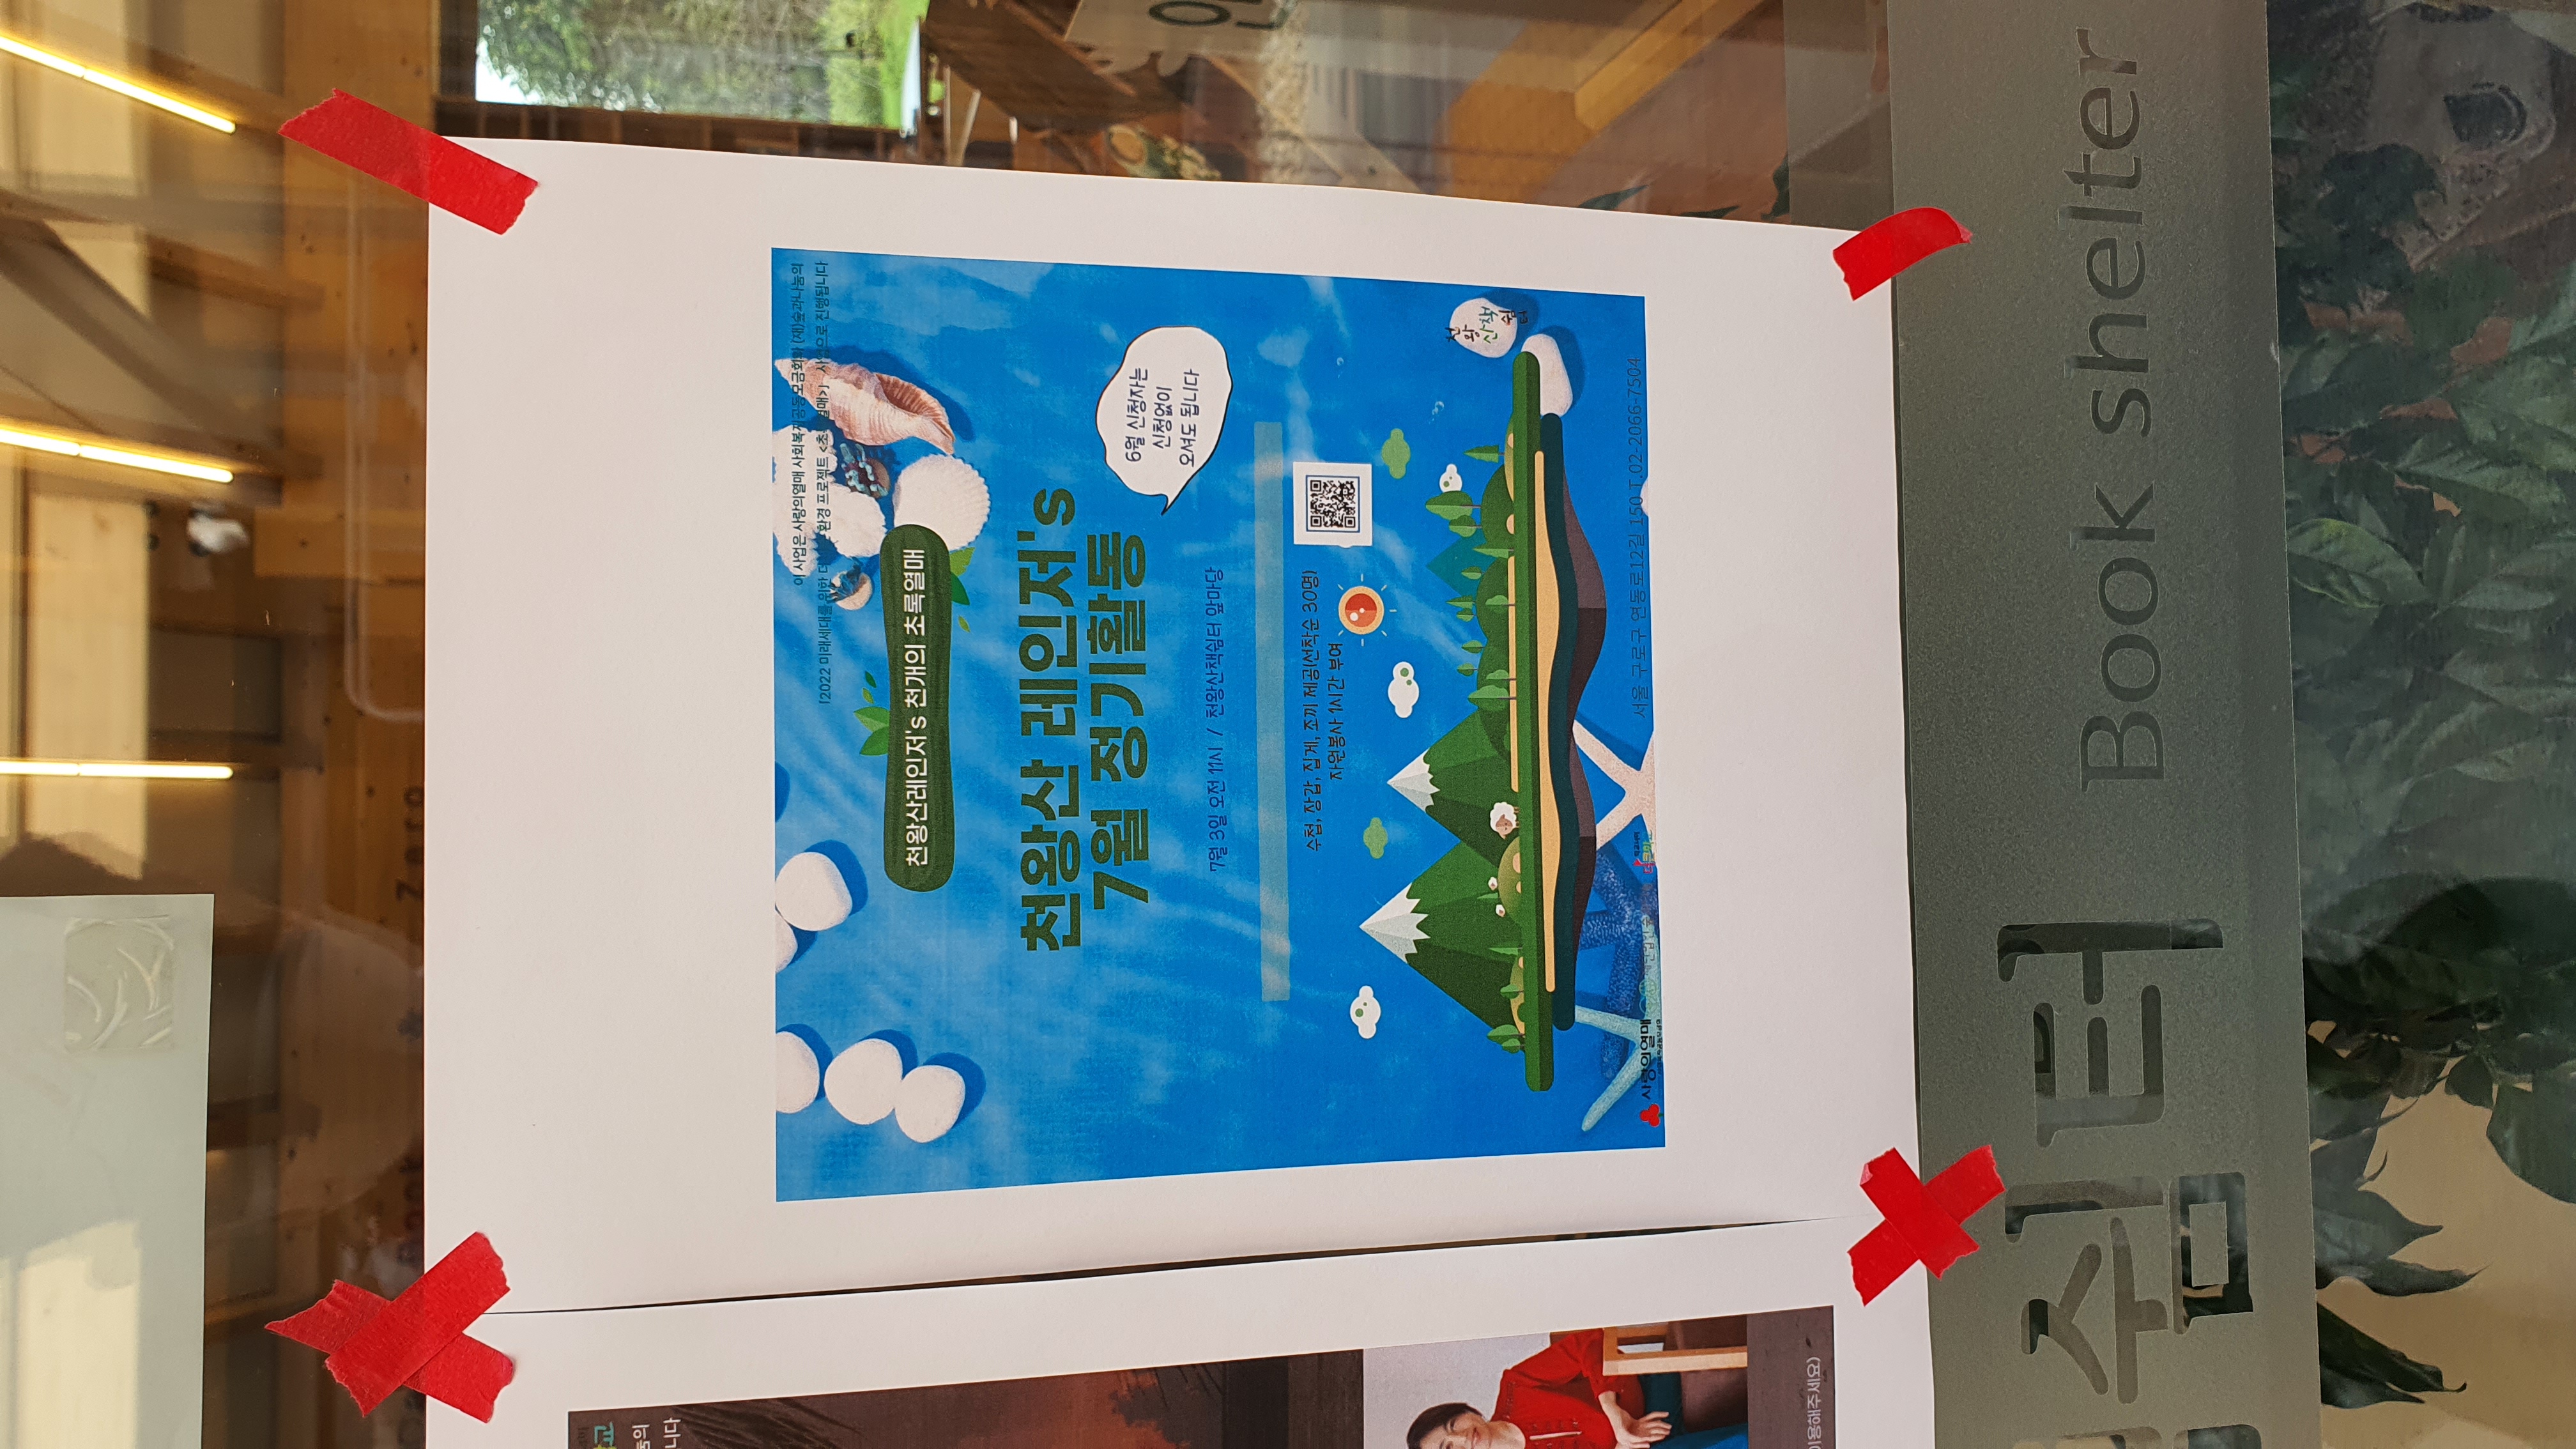 Book * Zero
학교
눔의
니다
이용해주세요)
이 사업은 사랑의열매 사회복지공동모금회와 (재)숲과나눔의
「2022 미래세대를 위한 환경 프로젝트 <초록열매>」 사업으로 진행됩니다
천왕산레인저's 천개의 초록열매
천왕산 레인저's
7월 정기활동
6월 신청자는
신청없이
오셔도 됩니다
7월 3일 오전 11시 / 천왕산책쉼터 앞마당
수첩, 장갑, 집게, 조끼 제공(선착순 30명)
자원봉사 1시간 부여
천왕산
책쉼터
사랑의열매
서울 구로구 연동로12길 150 T.02-2066-7504
쉼터 Book shelter